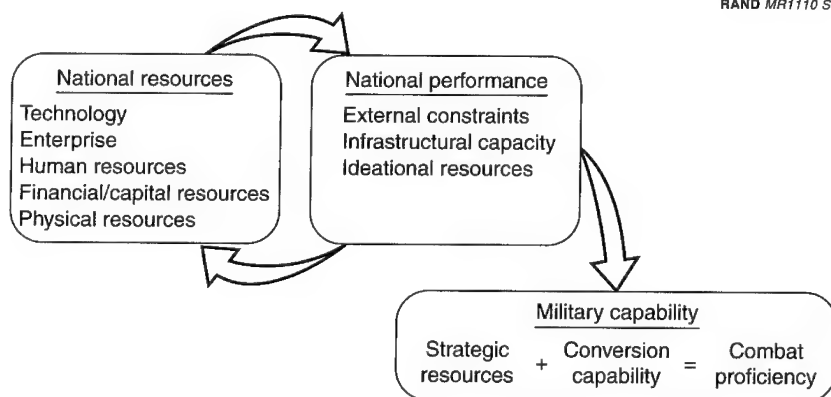 RAND MR1110 S
National resources
Technology
Enterprise
Human resources
Financial/capital resources
Physical resources
National performance
External constraints
Infrastructural capacity
Ideational resources
Military capability
Strategic resources + Conversion capability = Combat proficiency